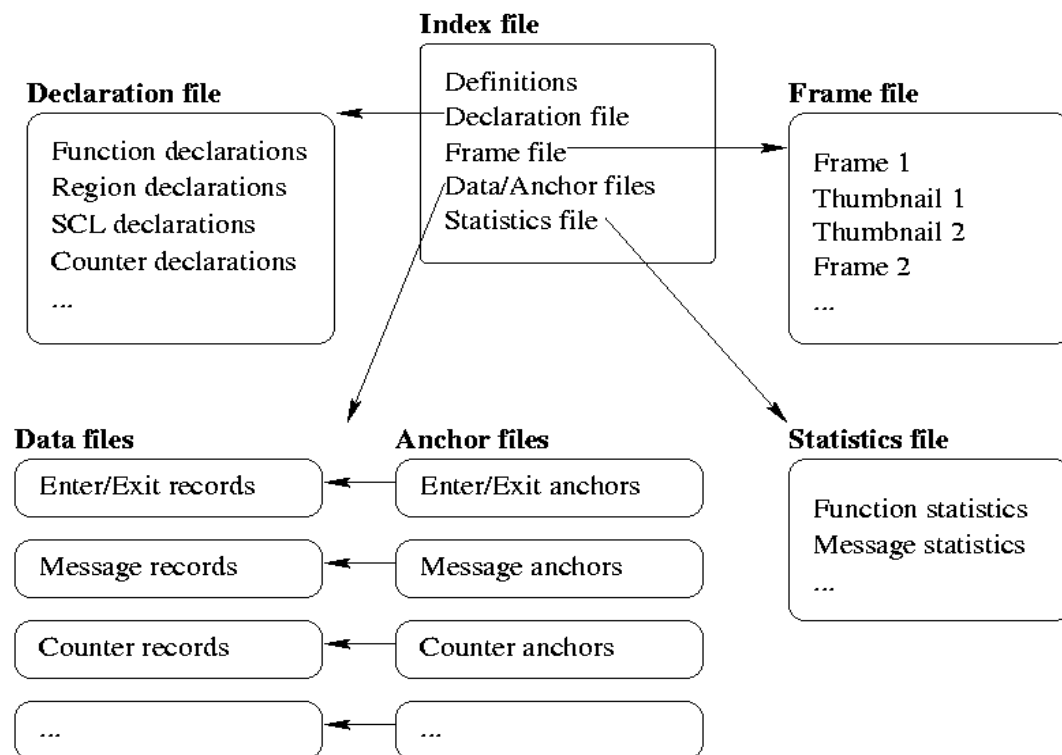 Index file
Definitions
Declaration file
Frame file
Data/Anchor files
Statistics file
Declaration file
Function declarations
Region declarations
SCL declarations
Counter declarations
...
Frame file
Frame 1
Thumbnail 1
Thumbnail 2
Frame 2
...
Data files
Enter/Exit records
Message records
Counter records
...
Anchor files
Enter/Exit anchors
Message anchors
Counter anchors
...
Statistics file
Function statistics
Message statistics
...